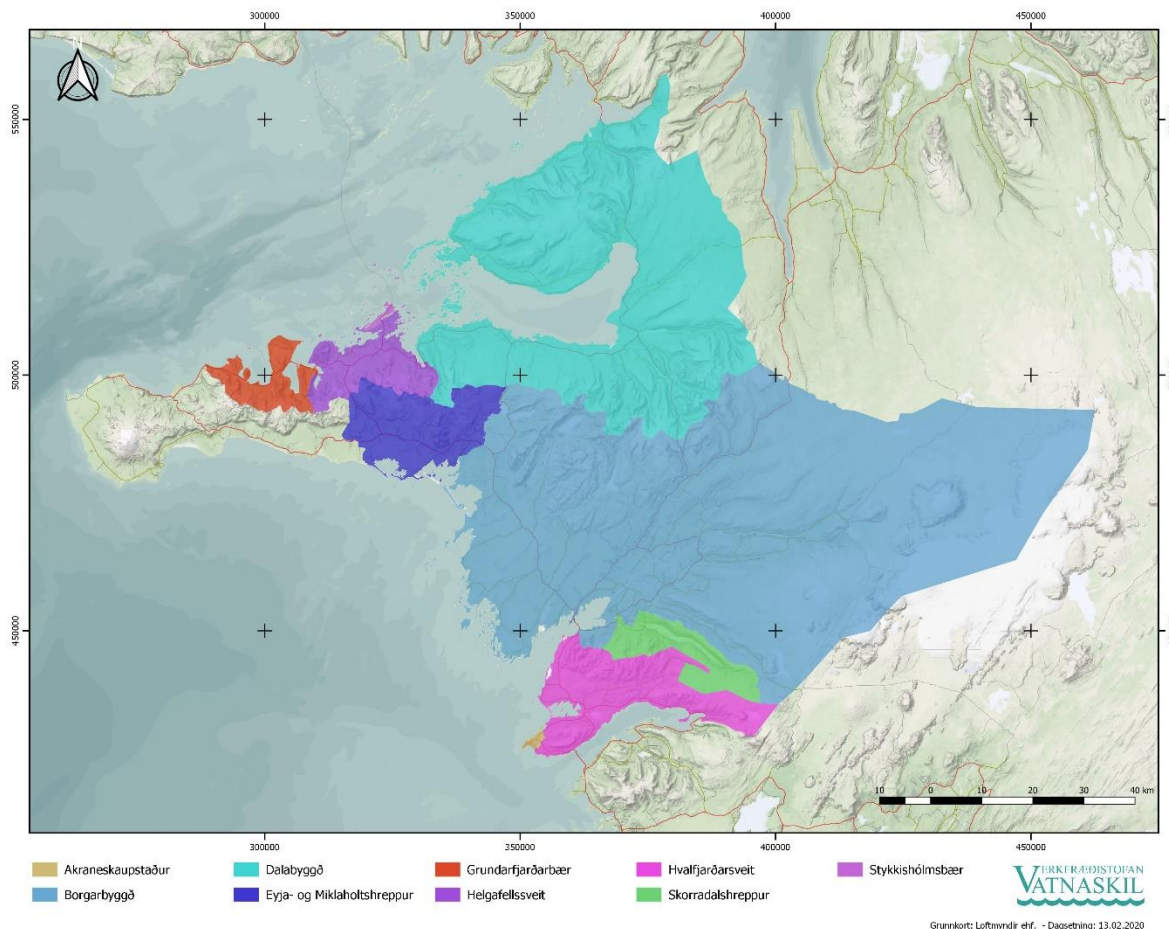 300000 350000 400000 450000
N
550000
500000
450000
10 0 10 20 30 40 km
300000 350000 400000 450000
Akraneskaupstaður Dalabyggð Grundarfjarðarbær Hvalfjarðarsveit Stykkishólmsbær
Borgarbyggð Eyja- og Miklaholtshreppur Helgafellssveit Skorradalshreppur
VERKFRÆÐISTOFAN
VATNASKIL
Grunnkort: Loftmyndir ehf. - Dagsetning: 13.02.2020